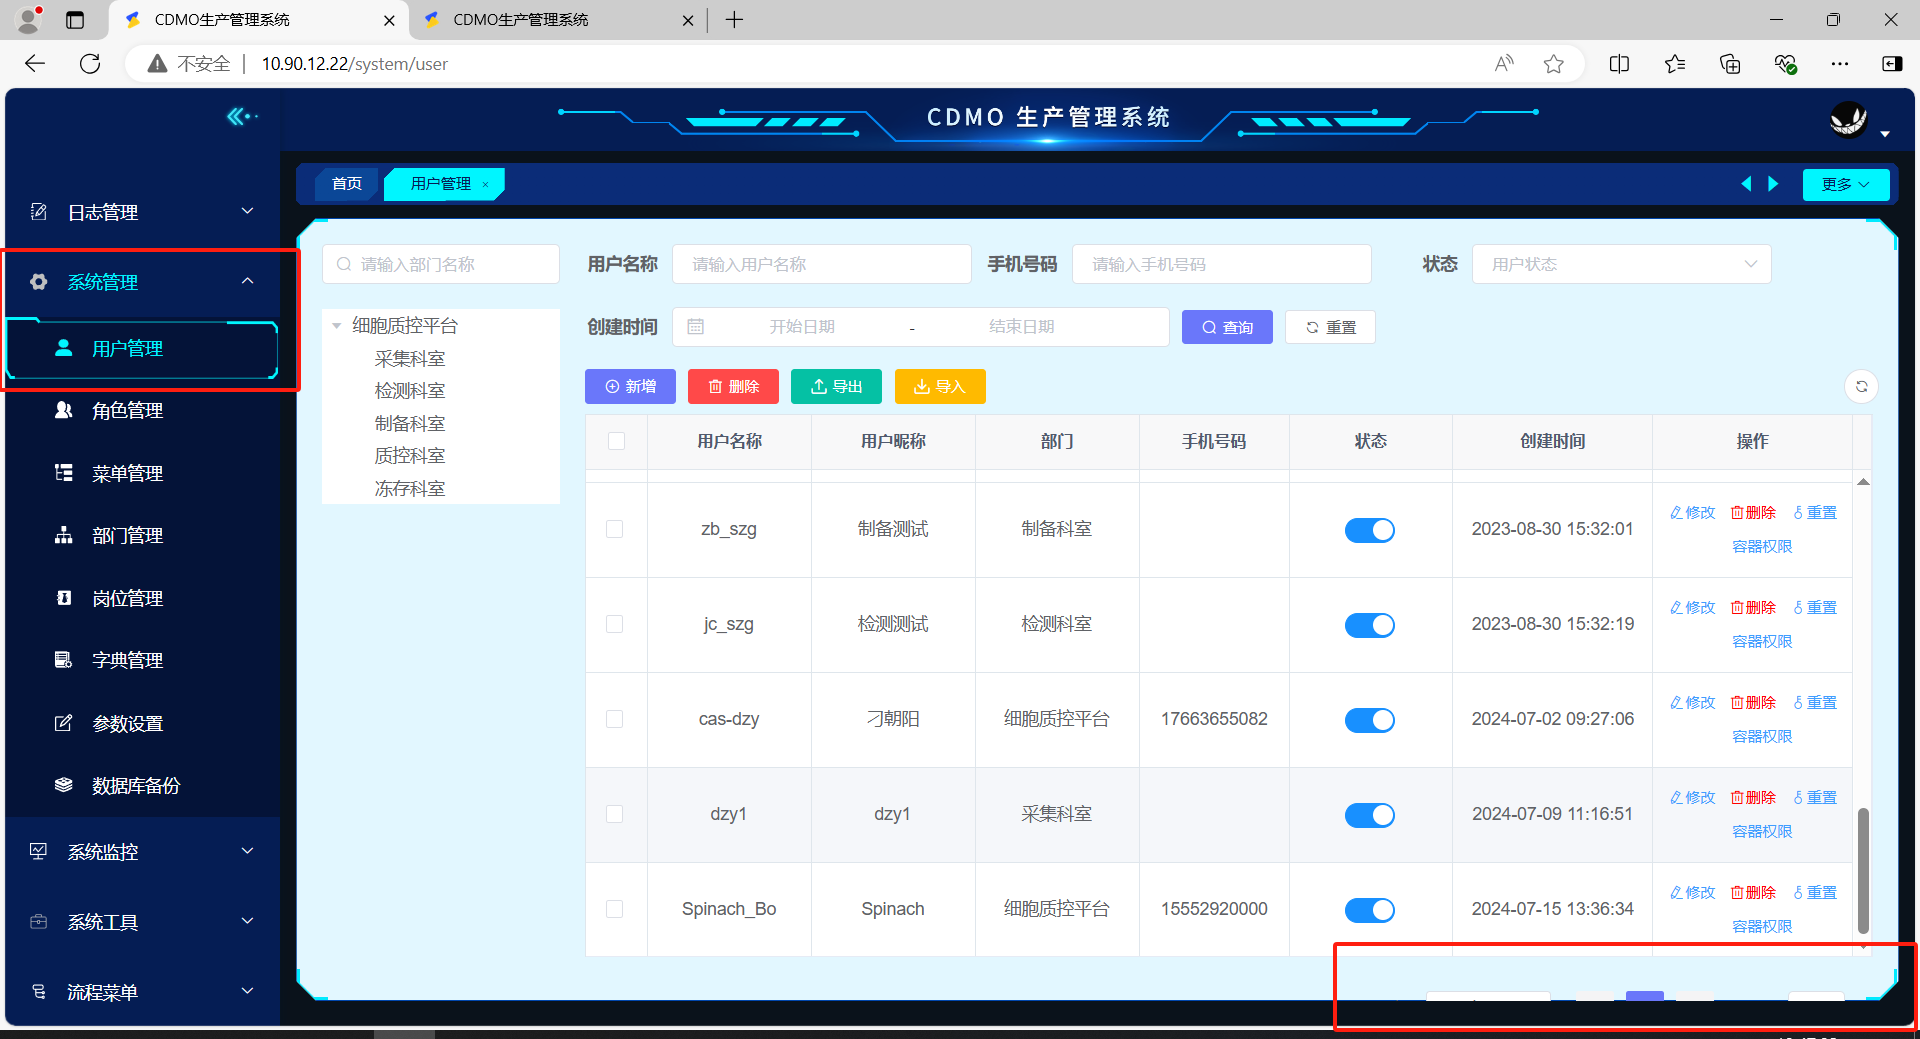 CDMO生产管理系统
CDMO生产管理系统
不安全
10.90.12.22/system/user
CDMO 生产管理系统
首页
用户管理
更多
日志管理
系统管理
用户管理
角色管理
菜单管理
部门管理
岗位管理
字典管理
参数设置
数据库备份
系统监控
系统工具
流程菜单
请输入部门名称
细胞质控平台
采集科室
检测科室
制备科室
质控科室
冻存科室
用户名称 请输入用户名称 手机号码 请输入手机号码 状态 用户状态
创建时间 开始日期 - 结束日期 查询 重置
新增 删除 导出 导入
用户名称 用户昵称 部门 手机号码 状态 创建时间 操作
zb_szg 制备测试 制备科室 2023-08-30 15:32:01 修改 删除 重置
容器权限
jc_szg 检测测试 检测科室 2023-08-30 15:32:19 修改 删除 重置
容器权限
cas-dzy 刁朝阳 细胞质控平台 17663655082 2024-07-02 09:27:06 修改 删除 重置
容器权限
dzy1 dzy1 采集科室 2024-07-09 11:16:51 修改 删除 重置
容器权限
Spinach_Bo Spinach 细胞质控平台 15552920000 2024-07-15 13:36:34 修改 删除 重置
容器权限